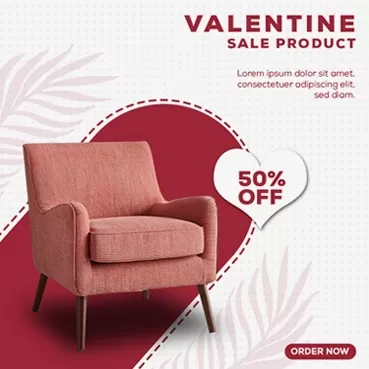 VALENTINE
SALE PRODUCT
Lorem ipsum dolor sit amet,
consectetuer adipiscing elit,
sed diam.
50%
OFF
ORDER NOW